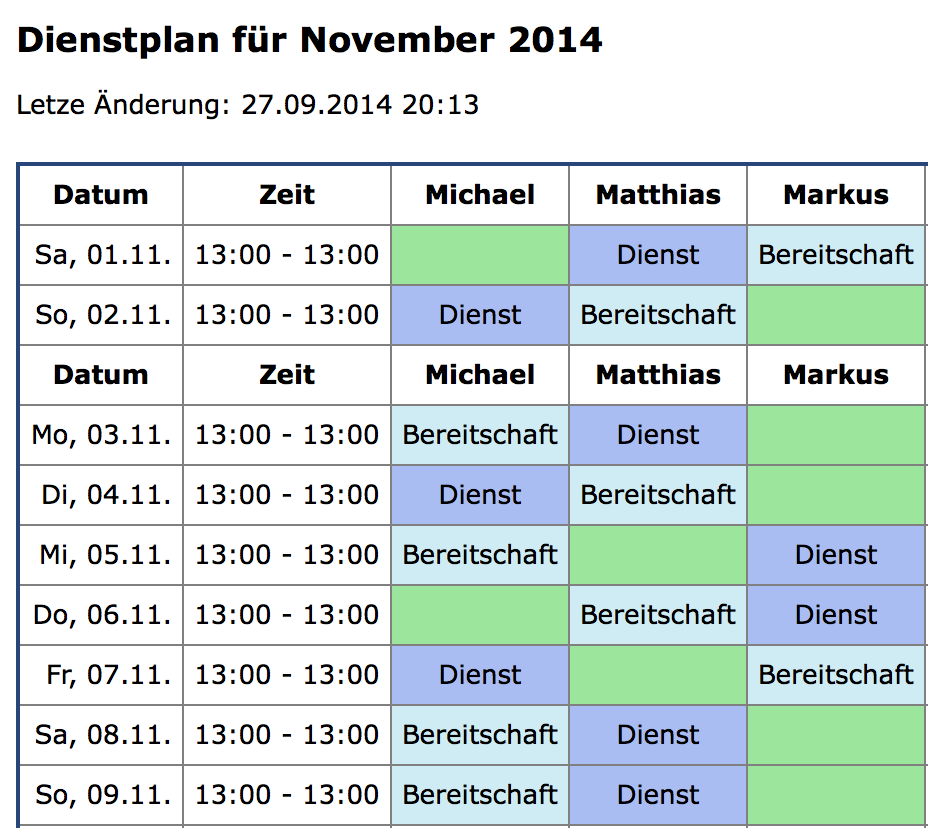 Dienstplan für November 2014
Letze Änderung: 27.09.2014 20:13
Datum Zeit Michael Matthias Markus
Sa, 01.11. 13:00 - 13:00 Dienst Bereitschaft
So, 02.11. 13:00 - 13:00 Dienst Bereitschaft
Datum Zeit Michael Matthias Markus
Mo, 03.11. 13:00 - 13:00 Bereitschaft Dienst
Di, 04.11. 13:00 - 13:00 Dienst Bereitschaft
Mi, 05.11. 13:00 - 13:00 Bereitschaft Dienst
Do, 06.11. 13:00 - 13:00 Bereitschaft Dienst
Fr, 07.11. 13:00 - 13:00 Dienst Bereitschaft
Sa, 08.11. 13:00 - 13:00 Bereitschaft Dienst
So, 09.11. 13:00 - 13:00 Bereitschaft Dienst